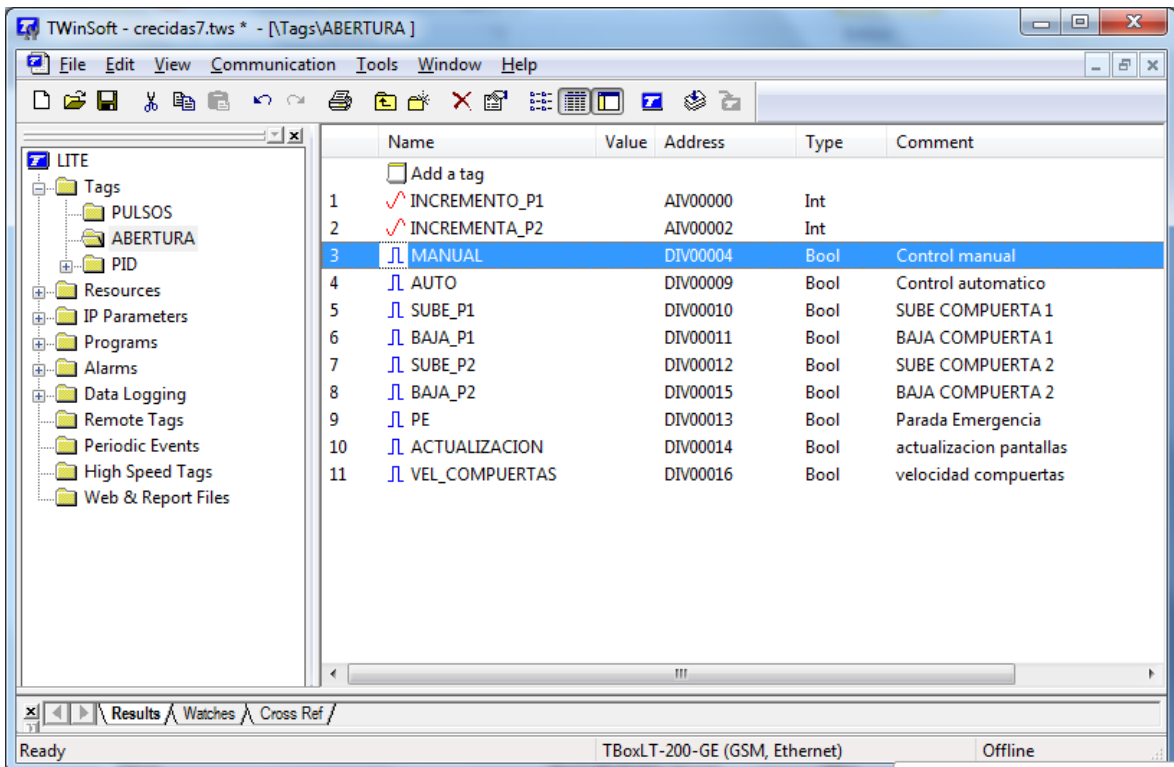 TWinSoft - crecidas7.tws * - [\Tags\ABERTURA ]
File Edit View Communication Tools Window Help
LITE
Tags
PULSOS
ABERTURA
PID
Resources
IP Parameters
Programs
Alarms
Data Logging
Remote Tags
Periodic Events
High Speed Tags
Web & Report Files
Name Value Address Type Comment
Add a tag
1 INCREMENTO_P1 AIV00000 Int
2 INCREMENTA_P2 AIV00002 Int
3 MANUAL DIV00004 Bool Control manual
4 AUTO DIV00009 Bool Control automatico
5 SUBE_P1 DIV00010 Bool SUBE COMPUERTA 1
6 BAJA_P1 DIV00011 Bool BAJA COMPUERTA 1
7 SUBE_P2 DIV00012 Bool SUBE COMPUERTA 2
8 BAJA_P2 DIV00015 Bool BAJA COMPUERTA 2
9 PE DIV00013 Bool Parada Emergencia
10 ACTUALIZACION DIV00014 Bool actualizacion pantallas
11 VEL_COMPUERTAS DIV00016 Bool velocidad compuertas
Results Watches Cross Ref
Ready TBoxLT-200-GE (GSM, Ethernet) Offline